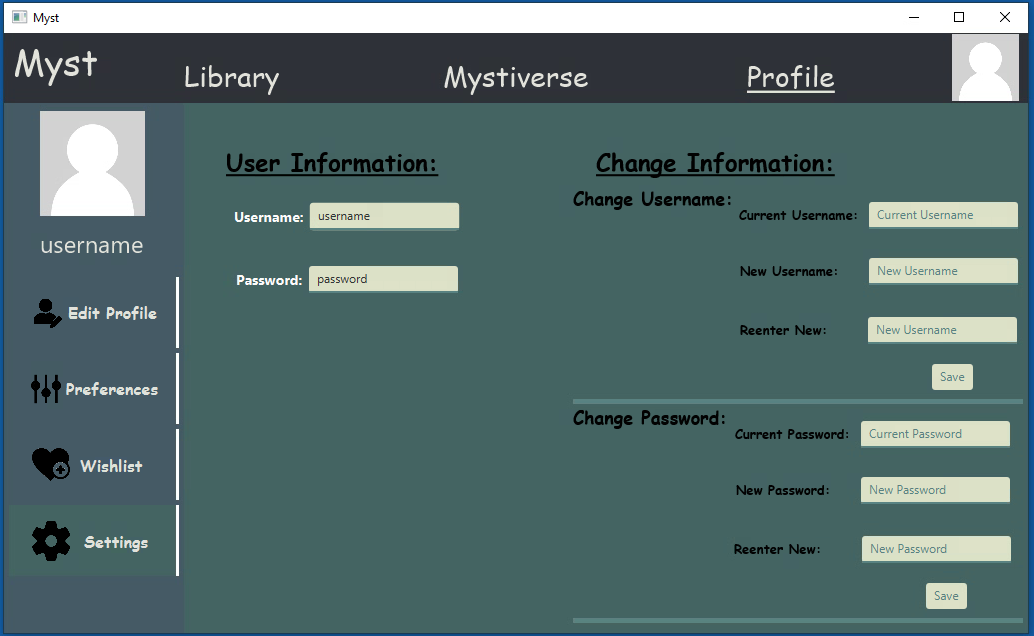 Myst
Myst
Library
Mystiverse
Profile
username
Edit Profile
Preferences
Wishlist
Settings
User Information:
Username: username
Password: password
Change Information:
Change Username:
Current Username: Current Username
New Username: New Username
Reenter New: New Username
Save
Change Password:
Current Password: Current Password
New Password: New Password
Reenter New: New Password
Save